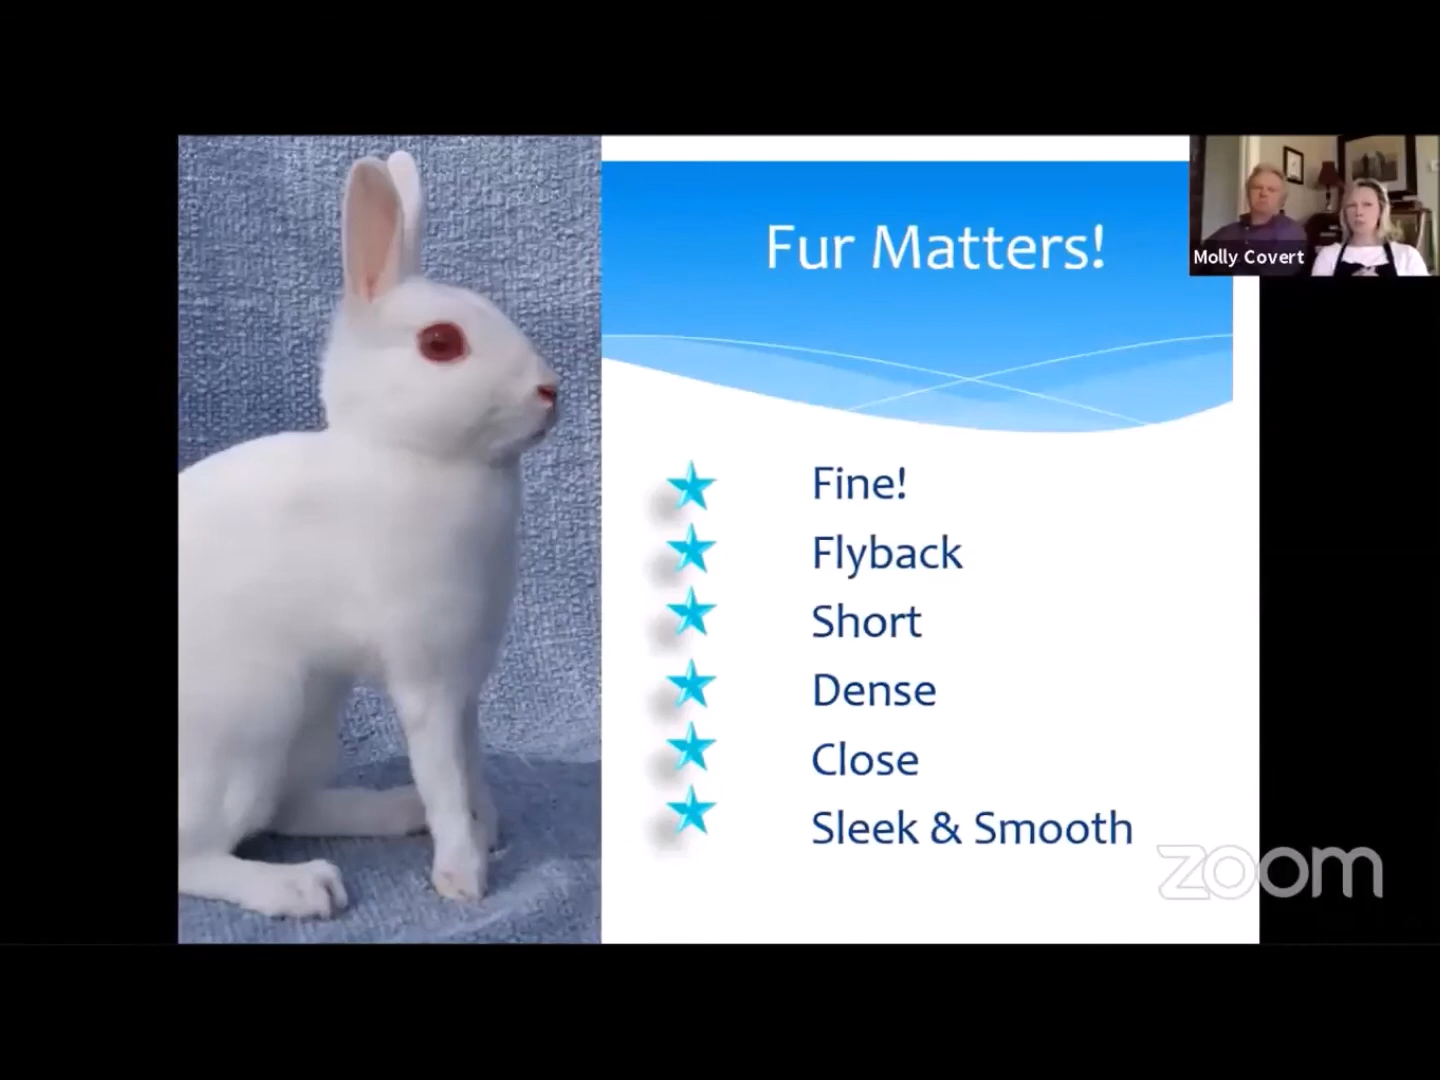 Fur Matters!
Molly Covert
Fine!
Flyback
Short
Dense
Close
Sleek & Smooth
zoom